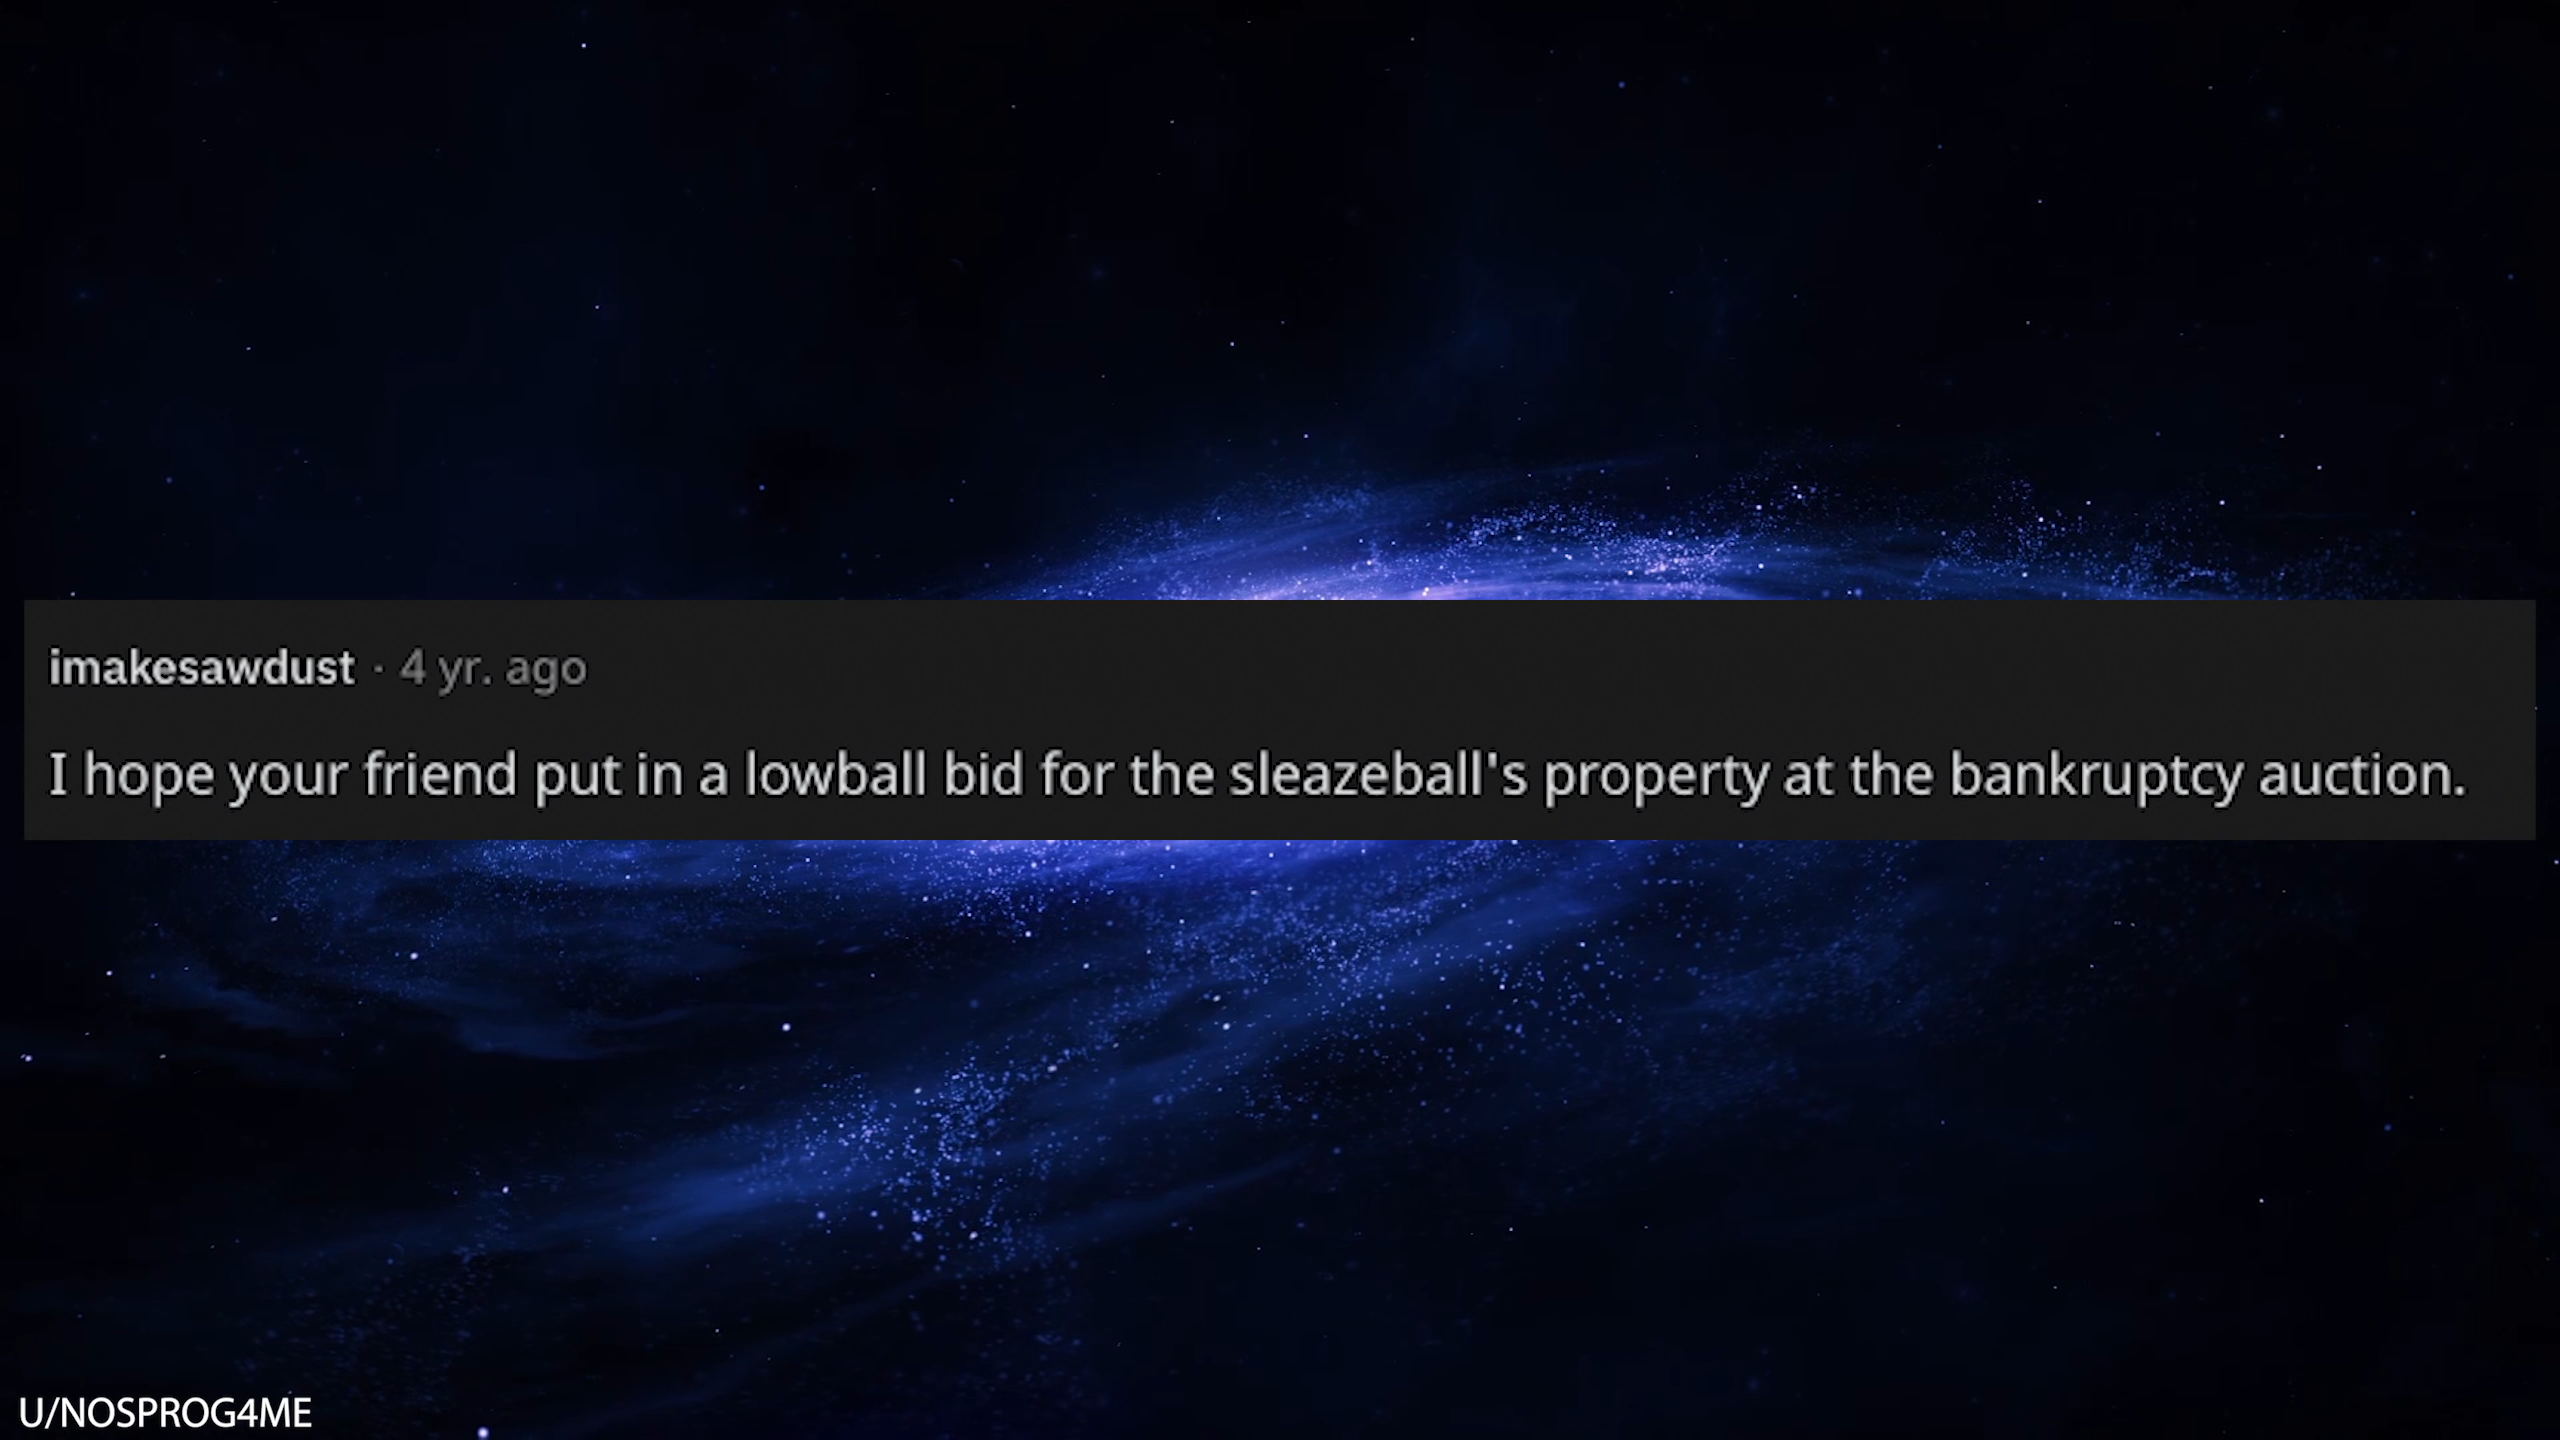 imakesawdust · 4 yr. ago
I hope your friend put in a lowball bid for the sleazeball's property at the bankruptcy auction.
U/NOSPROG4ME